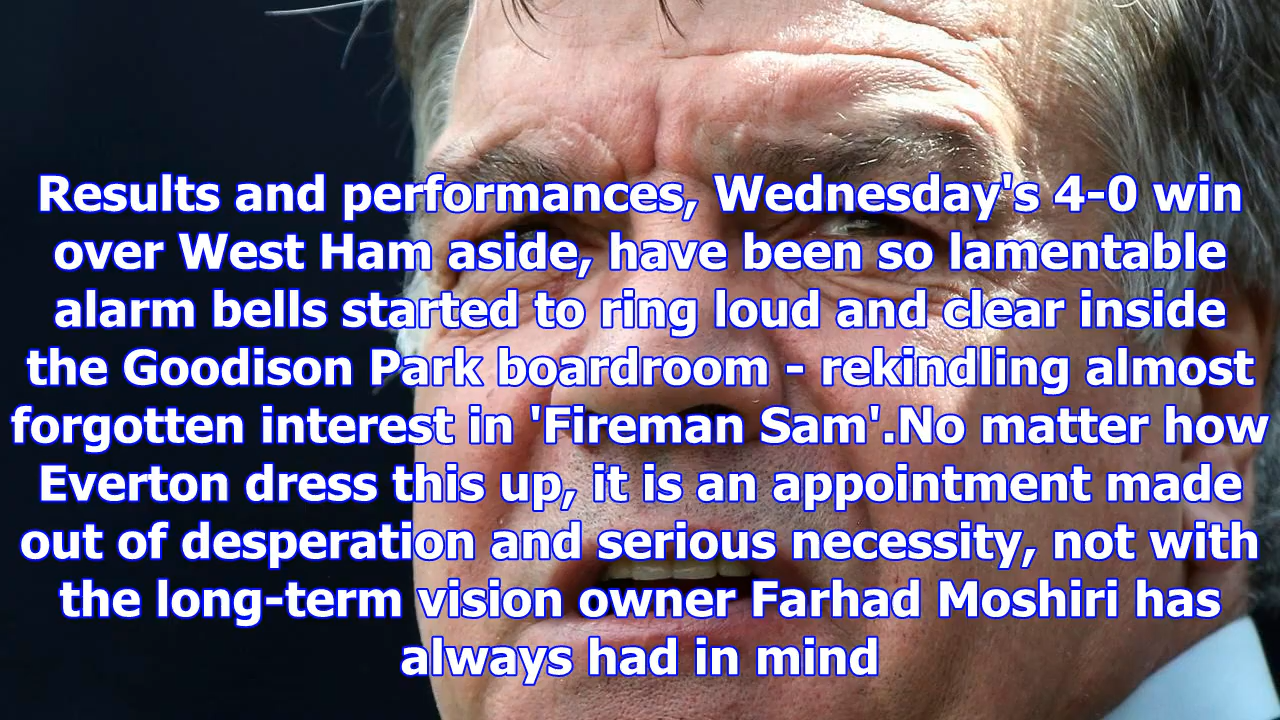 Results and performances, Wednesday's 4-0 win
over West Ham aside, have been so lamentable
alarm bells started to ring loud and clear inside
the Goodison Park boardroom - rekindling almost
forgotten interest in 'Fireman Sam'.No matter how
Everton dress this up, it is an appointment made
out of desperation and serious necessity, not with
the long-term vision owner Farhad Moshiri has
always had in mind